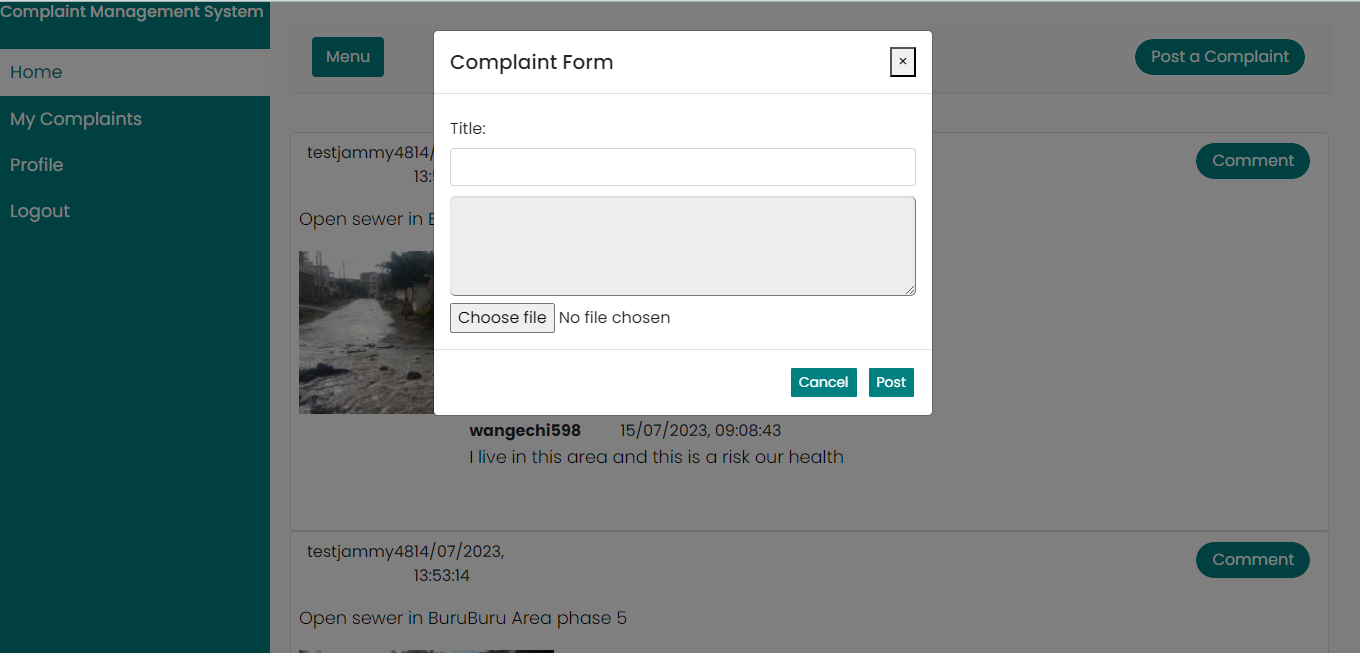 Complaint Management System
Home
My Complaints
Profile
Logout
Menu
Post a Complaint
Complaint Form
×
Title:
Choose file No file chosen
Cancel Post
testjammy4814/
13:
Comment
Open sewer in B
wangechi598 15/07/2023, 09:08:43
I live in this area and this is a risk our health
testjammy4814/07/2023,
13:53:14
Comment
Open sewer in BuruBuru Area phase 5